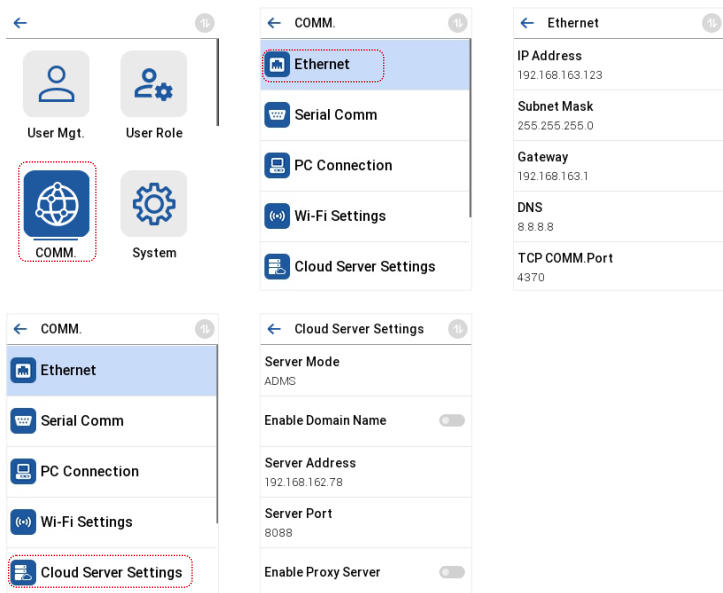 User Mgt.
User Role
COMM.
System
COMM.
Ethernet
Serial Comm
PC Connection
Wi-Fi Settings
Cloud Server Settings
Ethernet
IP Address
192.168.163.123
Subnet Mask
255.255.255.0
Gateway
192.168.163.1
DNS
8.8.8.8
TCP COMM.Port
4370
COMM.
Ethernet
Serial Comm
PC Connection
Wi-Fi Settings
Cloud Server Settings
Cloud Server Settings
Server Mode
ADMS
Enable Domain Name
Server Address
192.168.162.78
Server Port
8088
Enable Proxy Server